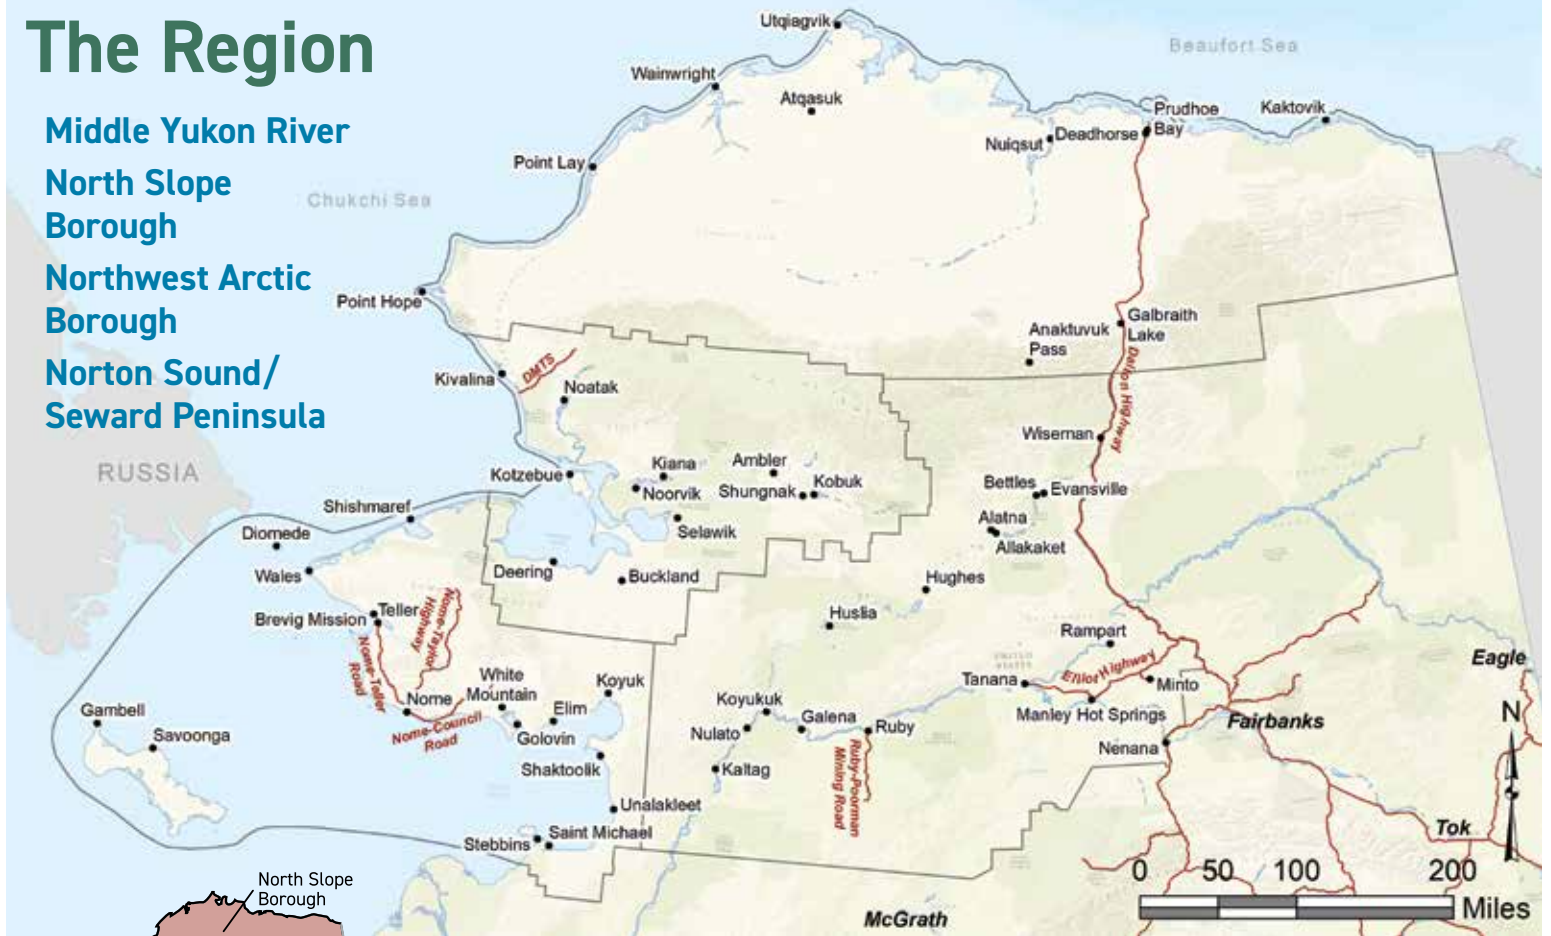 The Region
Middle Yukon River
North Slope
Borough
Northwest Arctic
Borough
Norton Sound/
Seward Peninsula
Utqiagvik
Beaufort Sea
Wainwright
Atqasuk
Prudhoe
Bay
Kaktovik
Nuiqsut
Deadhorse
Point Lay
Chukchi Sea
Point Hope
Galbraith
Lake
Anaktuvuk
Pass
Dalton Highway
Kivalina
DMTS
Noatak
Wiseman
RUSSIA
Kotzebue
Kiana
Noorvik
Ambler
Shungnak
Kobuk
Selawik
Bettles
Evansville
Alatna
Allakaket
Shishmaref
Diomede
Wales
Deering
Buckland
Hughes
Huslia
Brevig Mission
Teller
Nome-Taylor
Highway
Nome-Teller
Road
Rampart
UNITED
STATES
Elliot Highway
Tanana
Minto
Manley Hot Springs
Eagle
White
Mountain
Koyuk
Nome
Elim
Golovin
Nome-Council
Road
Koyukuk
Galena
Ruby
Nulato
Kaltag
Ruby-Poorman
Mining Road
Fairbanks
Nenana
N
Gambell
Savoonga
Shaktoolik
Unalakleet
Saint Michael
Stebbins
Tok
0 50 100 200
Miles
McGrath
North Slope
Borough